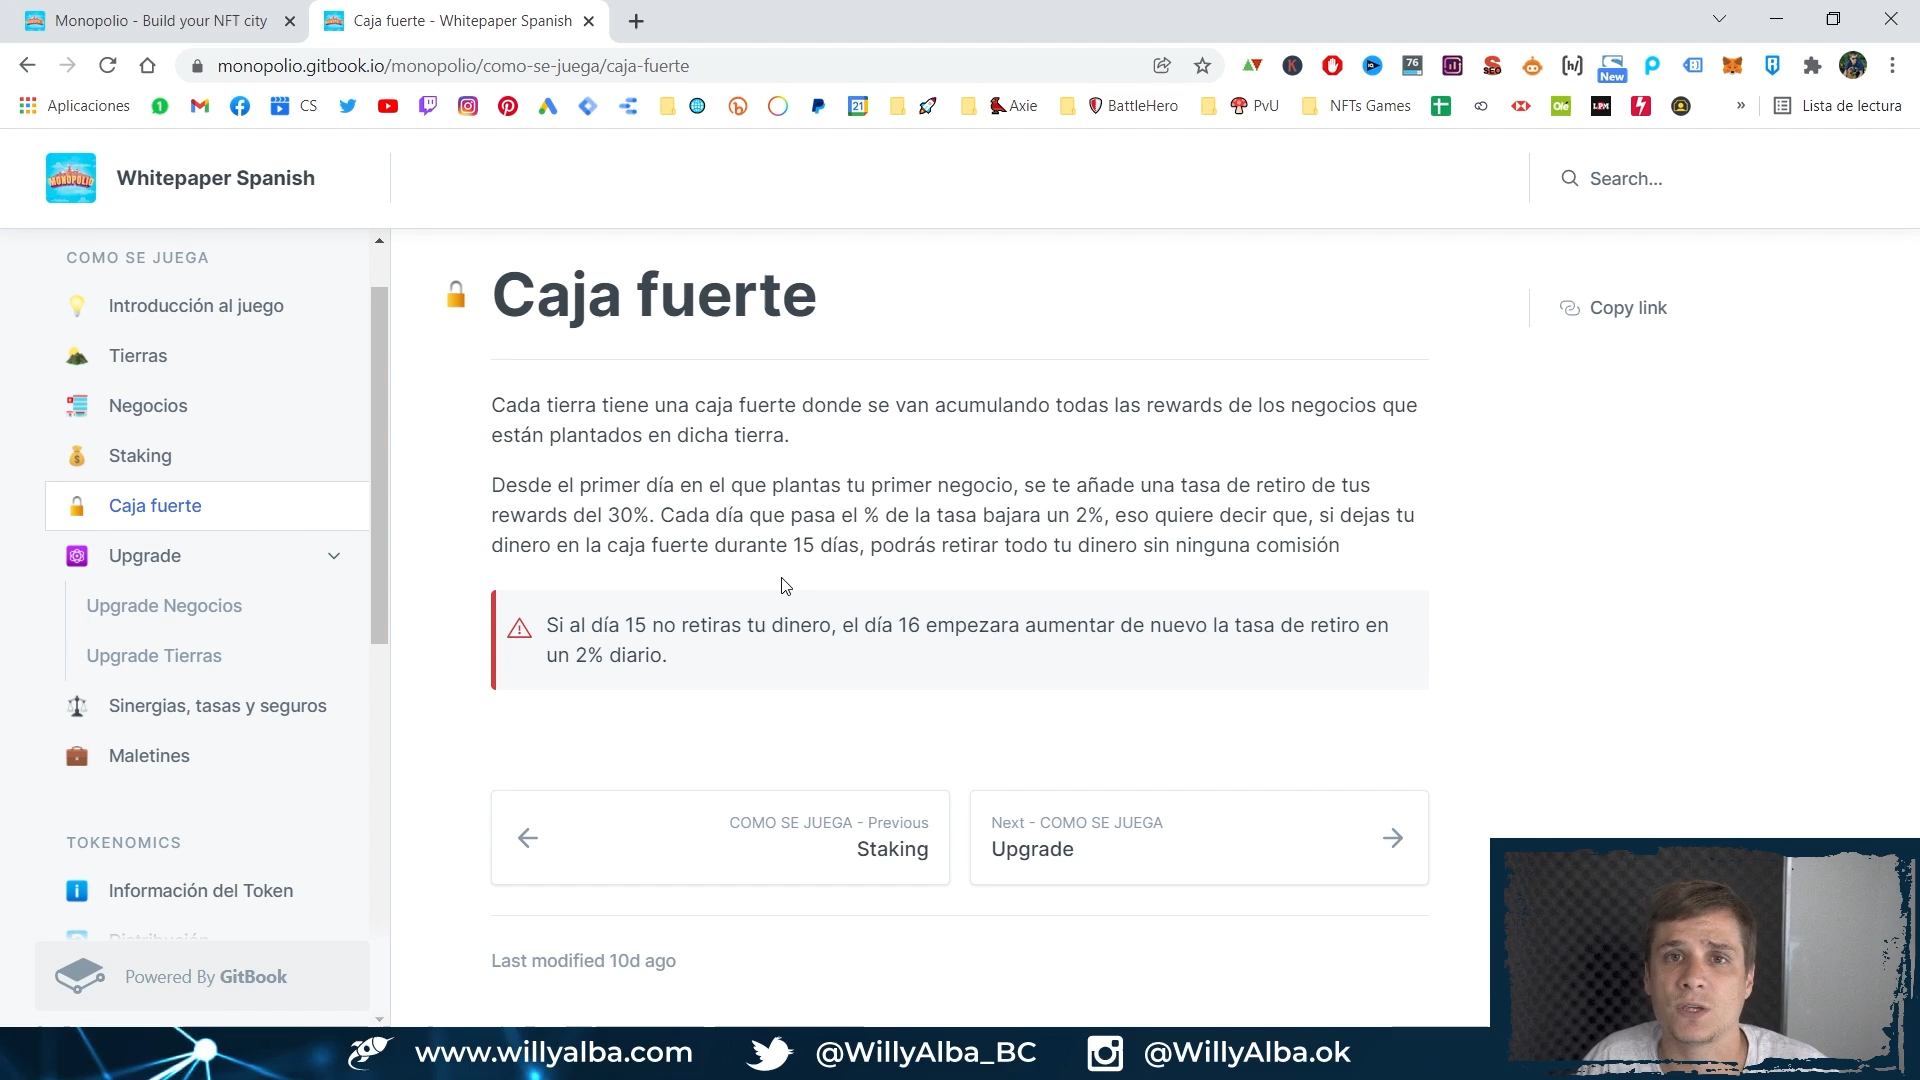 Monopolio - Build your NFT city
Caja fuerte - Whitepaper Spanish
monopolio.gitbook.io/monopolio/como-se-juega/caja-fuerte
76
SEO
[h/]
New
Aplicaciones
1
CS
21
Axie
BattleHero
PvU
NFTs Games
Olé
LPM
»
Lista de lectura
MONOPOLIO
Whitepaper Spanish
Search...
COMO SE JUEGA
Introducción al juego
Tierras
Negocios
Staking
Caja fuerte
Upgrade
Upgrade Negocios
Upgrade Tierras
Sinergias, tasas y seguros
Maletines
TOKENOMICS
Información del Token
Distribución
Powered By GitBook
Caja fuerte
Copy link
Cada tierra tiene una caja fuerte donde se van acumulando todas las rewards de los negocios que
están plantados en dicha tierra.
Desde el primer día en el que plantas tu primer negocio, se te añade una tasa de retiro de tus
rewards del 30%. Cada día que pasa el % de la tasa bajara un 2%, eso quiere decir que, si dejas tu
dinero en la caja fuerte durante 15 días, podrás retirar todo tu dinero sin ninguna comisión
Si al día 15 no retiras tu dinero, el día 16 empezara aumentar de nuevo la tasa de retiro en
un 2% diario.
COMO SE JUEGA - Previous
Staking
Next - COMO SE JUEGA
Upgrade
Last modified 10d ago
www.willyalba.com
@WillyAlba_BC
@WillyAlba.ok